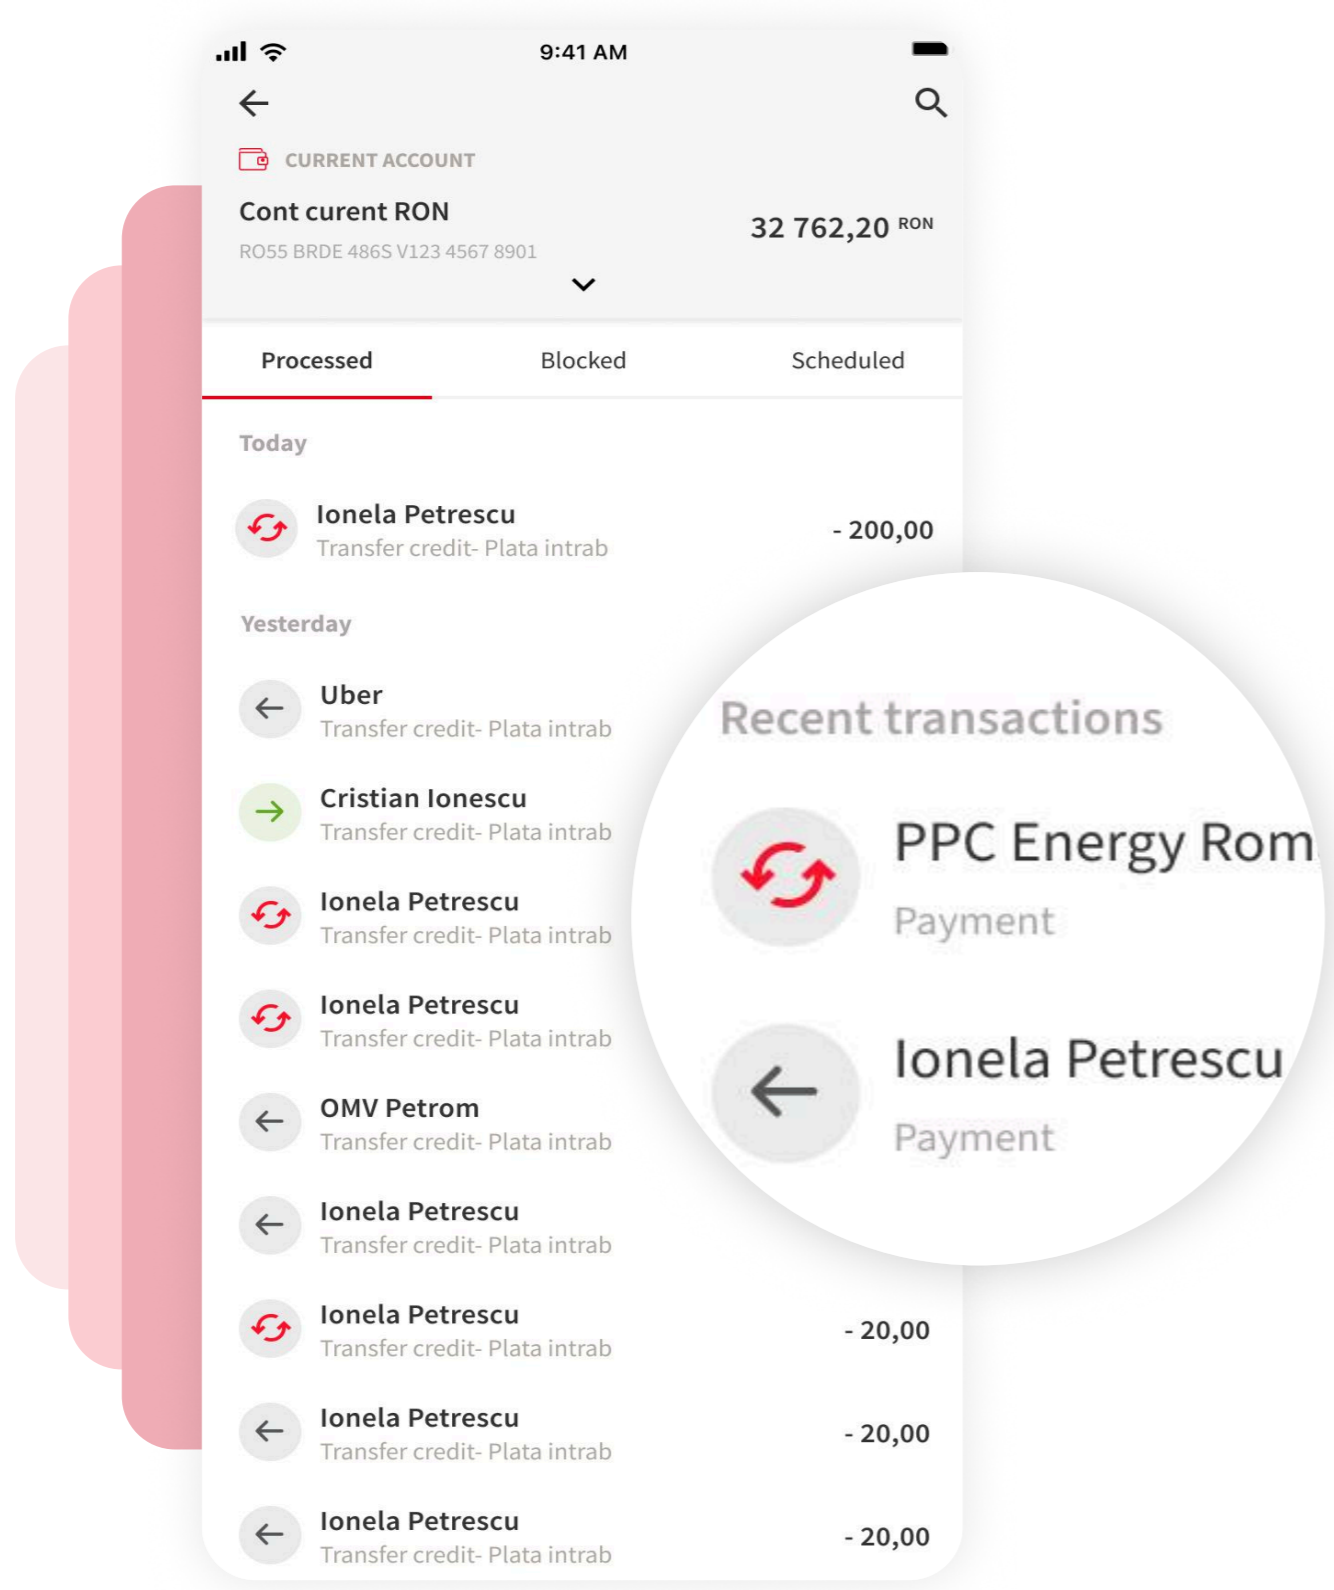 9:41 AM
CURRENT ACCOUNT
Cont curent RON
32 762,20 RON
RO55 BRDE 486S V123 4567 8901
Processed Blocked Scheduled
Today
Ionela Petrescu
Transfer credit- Plata intrab
- 200,00
Yesterday
Uber
Transfer credit- Plata intrab
Cristian Ionescu
Transfer credit- Plata intrab
Ionela Petrescu
Transfer credit- Plata intrab
Ionela Petrescu
Transfer credit- Plata intrab
OMV Petrom
Transfer credit- Plata intrab
Ionela Petrescu
Transfer credit- Plata intrab
Ionela Petrescu
Transfer credit- Plata intrab
- 20,00
Ionela Petrescu
Transfer credit- Plata intrab
- 20,00
Ionela Petrescu
Transfer credit- Plata intrab
- 20,00
Recent transactions
PPC Energy Rom
Payment
Ionela Petrescu
Payment